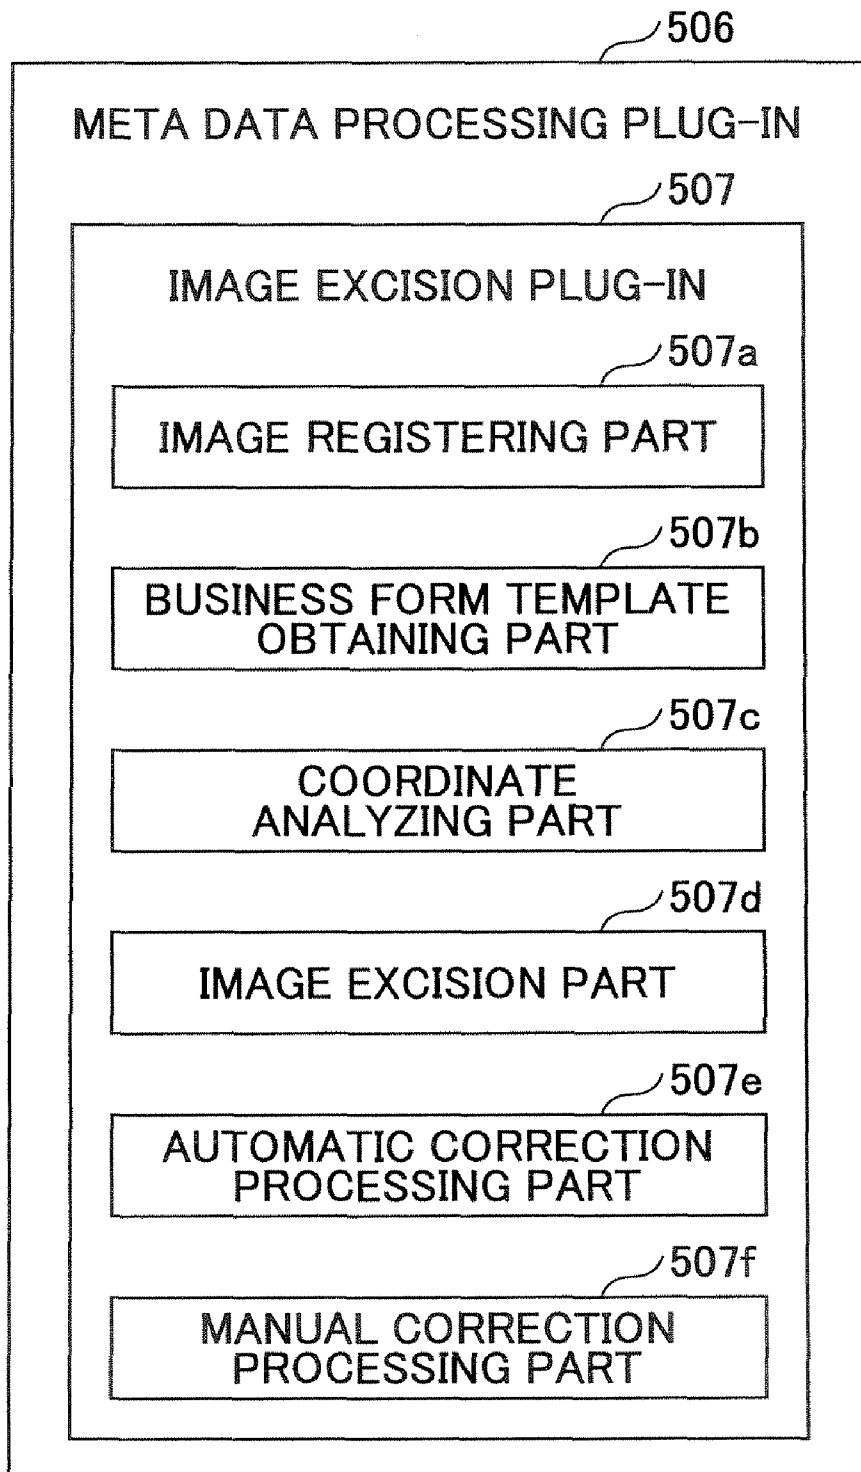 506
META DATA PROCESSING PLUG-IN
507
IMAGE EXCISION PLUG-IN
507a
IMAGE REGISTERING PART
507b
BUSINESS FORM TEMPLATE
OBTAINING PART
507c
COORDINATE
ANALYZING PART
507d
IMAGE EXCISION PART
507e
AUTOMATIC CORRECTION
PROCESSING PART
507f
MANUAL CORRECTION
PROCESSING PART